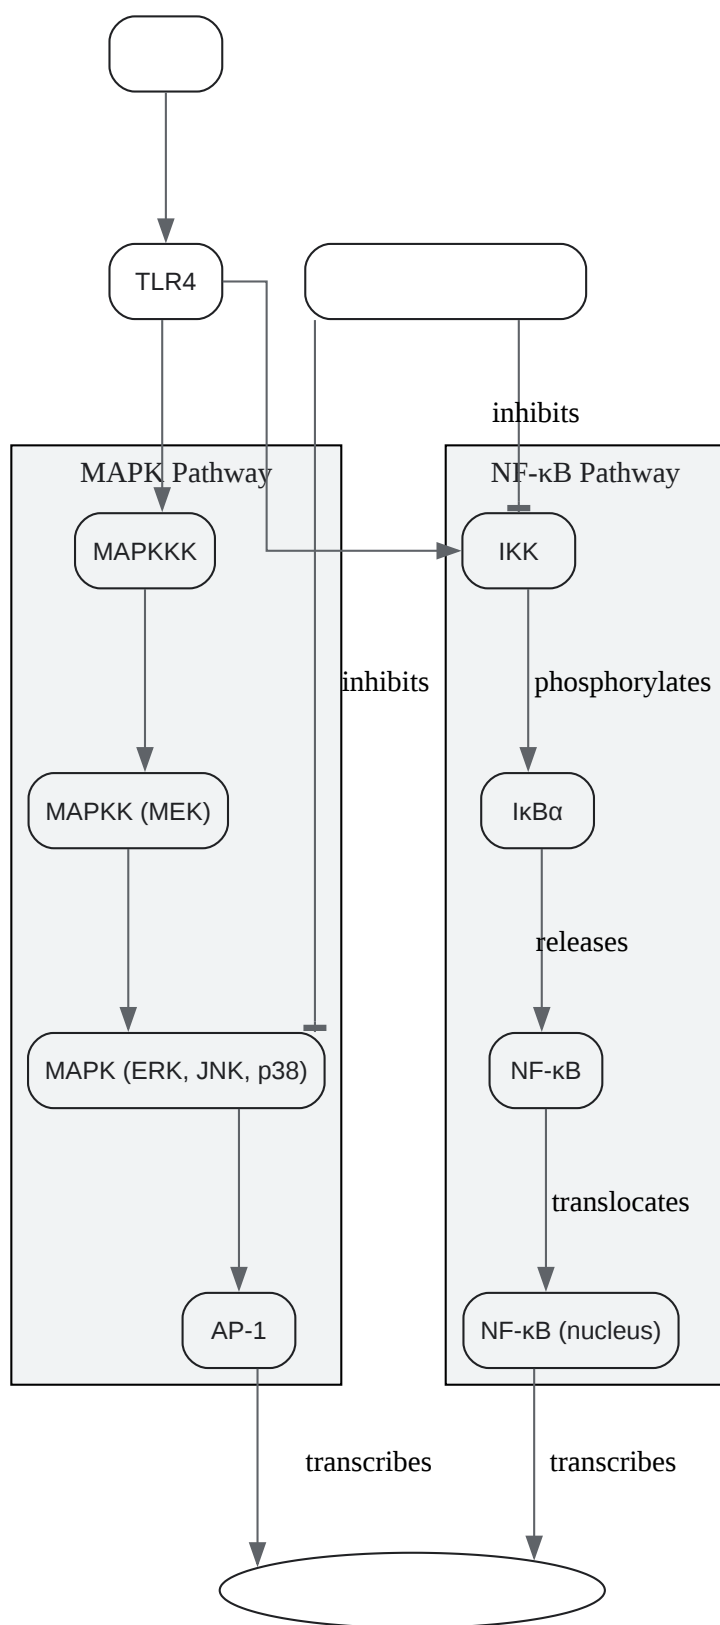 TLR4
inhibits
MAPK Pathway
NF-κB Pathway
MAPKKK
IKK
inhibits
phosphorylates
MAPKK (MEK)
IκBα
releases
MAPK (ERK, JNK, p38)
NF-κB
translocates
AP-1
NF-κB (nucleus)
transcribes
transcribes